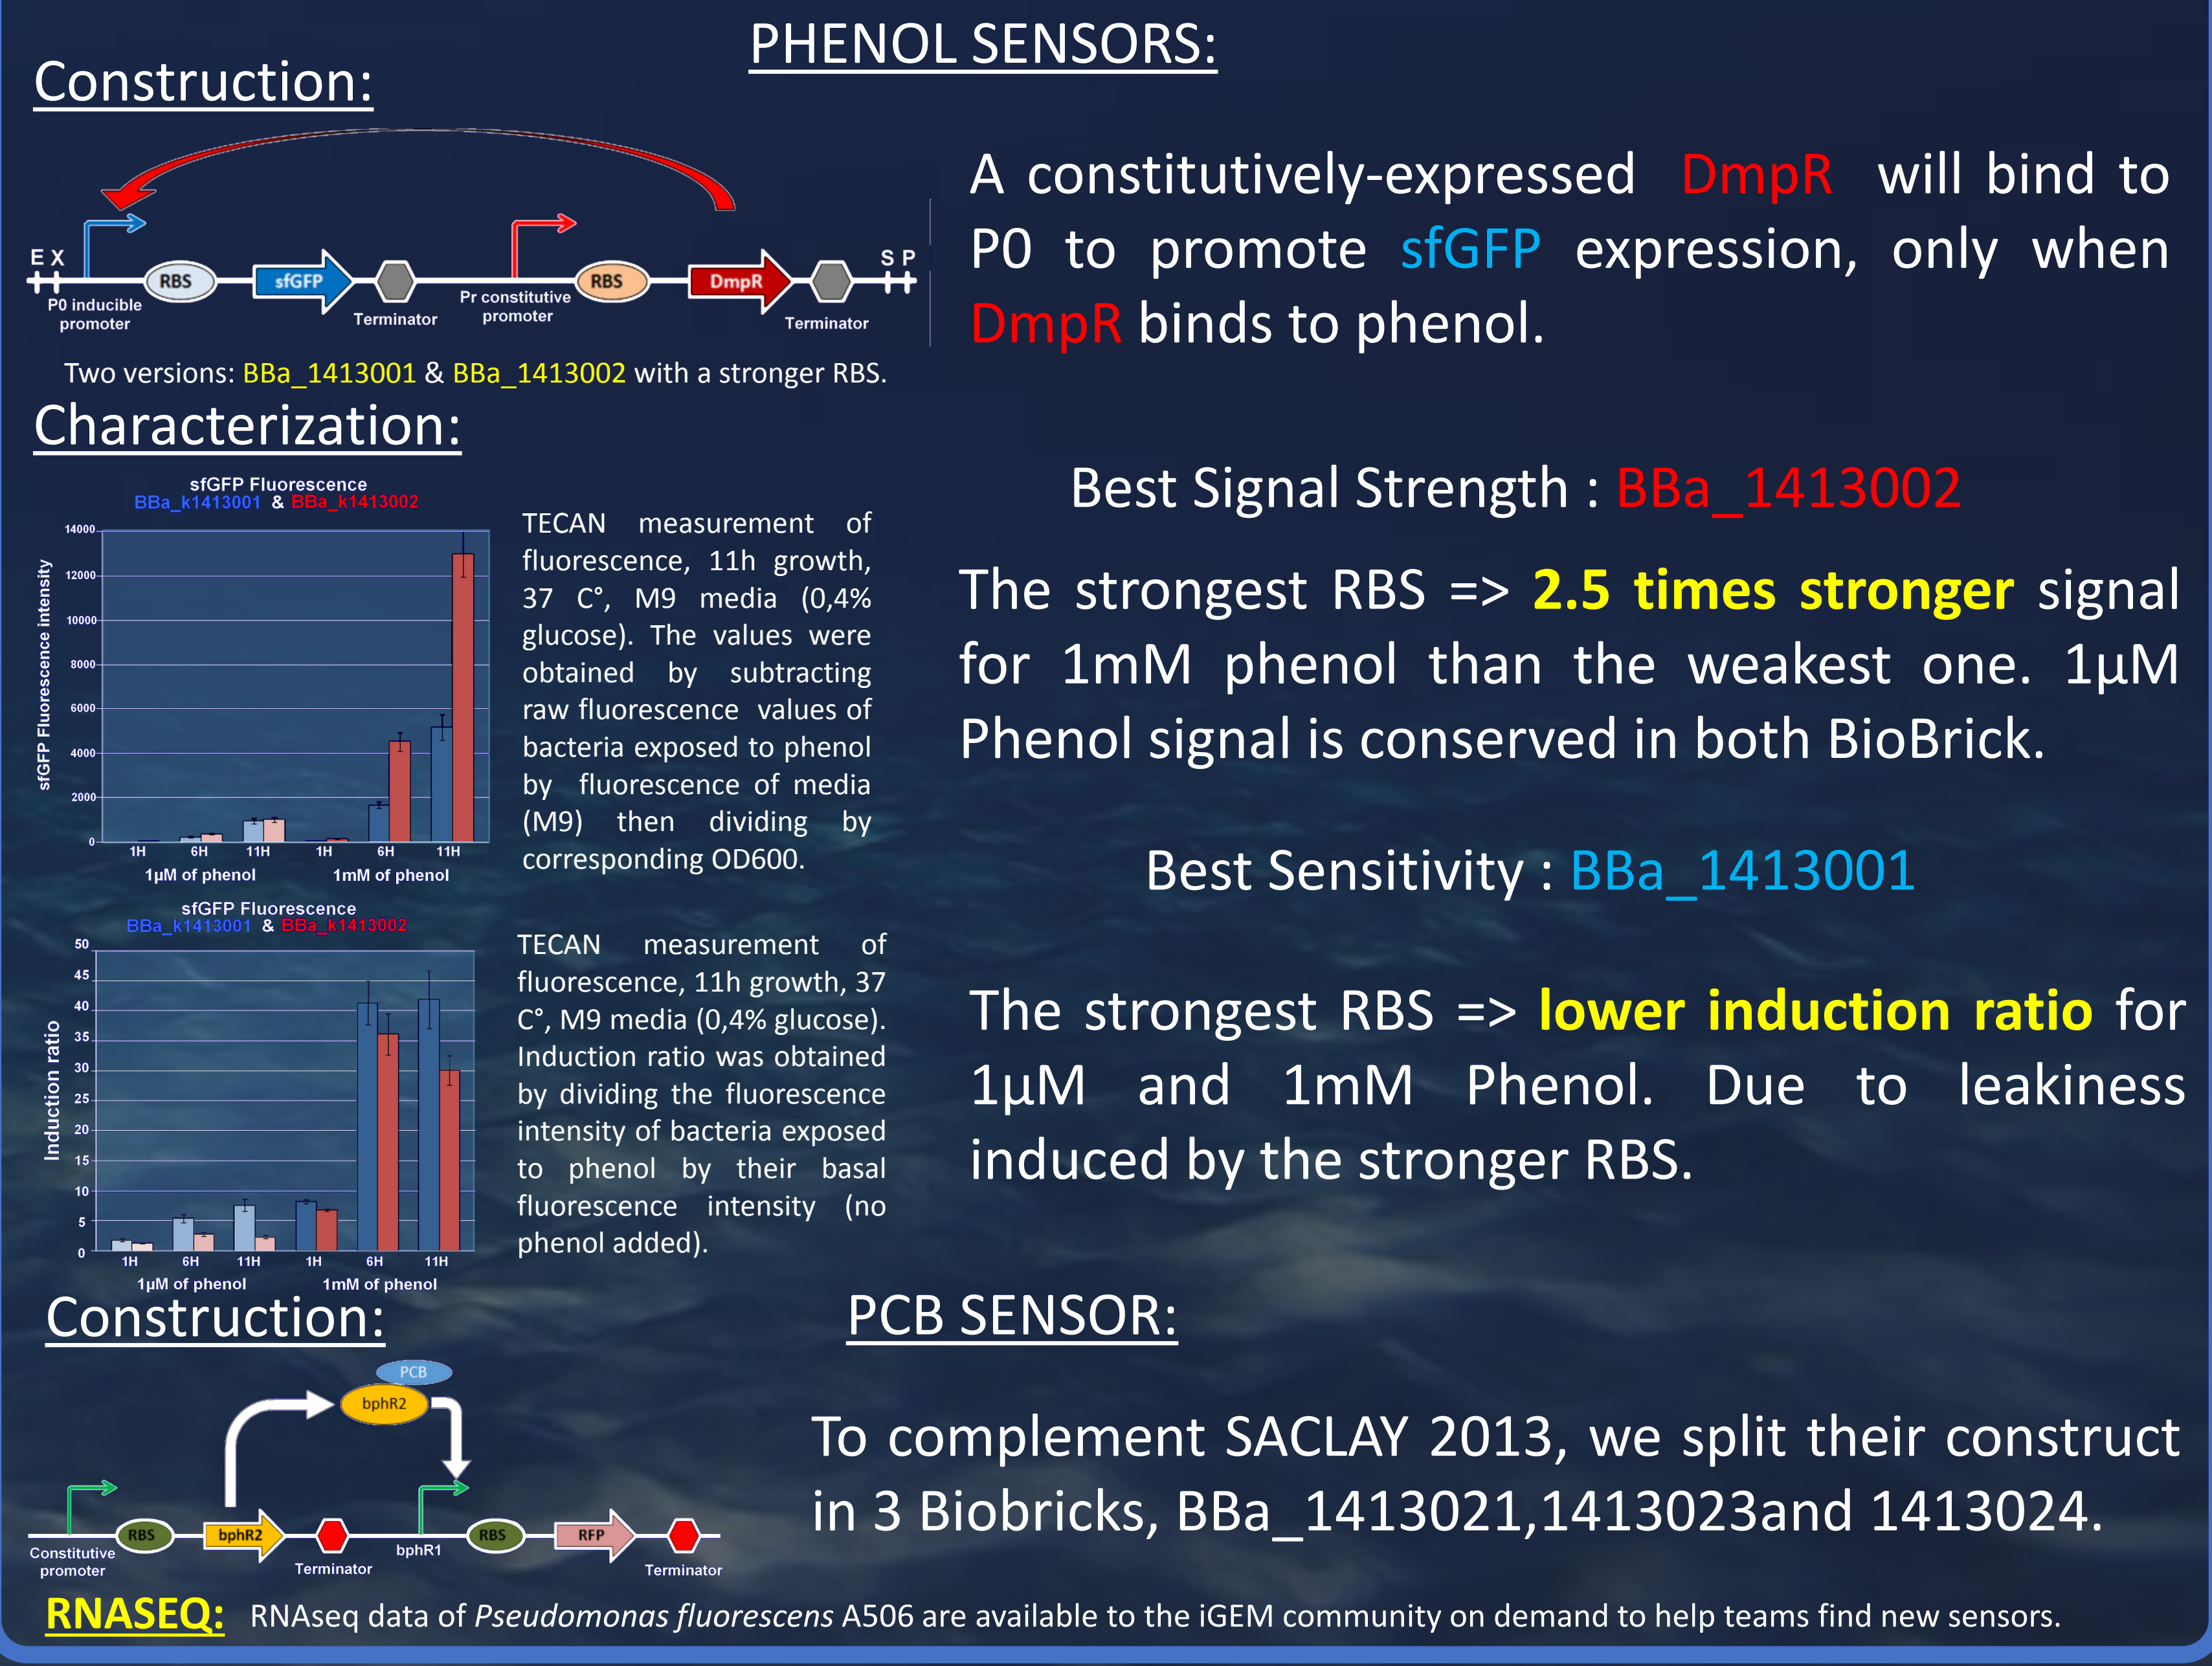 PHENOL SENSORS:
Construction:
E X
RBS
sfGFP
RBS
DmpR
S P
P0 inducible
promoter
Terminator
Pr constitutive
promoter
Terminator
Two versions: BBa_1413001 & BBa_1413002 with a stronger RBS.
A constitutively-expressed DmpR will bind to
P0 to promote sfGFP expression, only when
DmpR binds to phenol.
Characterization:
sfGFP Fluorescence
BBa_k1413001 & BBa_k1413002
sfGFP Fluorescence intensity
14000
12000
10000
8000
6000
4000
2000
0
1H 6H 11H 1H 6H 11H
1µM of phenol 1mM of phenol
TECAN measurement of
fluorescence, 11h growth,
37 C°, M9 media (0,4%
glucose). The values were
obtained by subtracting
raw fluorescence values of
bacteria exposed to phenol
by fluorescence of media
(M9) then dividing by
corresponding OD600.
Best Signal Strength : BBa_1413002
The strongest RBS => 2.5 times stronger signal
for 1mM phenol than the weakest one. 1µM
Phenol signal is conserved in both BioBrick.
sfGFP Fluorescence
BBa_k1413001 & BBa_k1413002
Induction ratio
50
45
40
35
30
25
20
15
10
5
0
1H 6H 11H 1H 6H 11H
1µM of phenol 1mM of phenol
TECAN measurement of
fluorescence, 11h growth, 37
C°, M9 media (0,4% glucose).
Induction ratio was obtained
by dividing the fluorescence
intensity of bacteria exposed
to phenol by their basal
fluorescence intensity (no
phenol added).
Best Sensitivity : BBa_1413001
The strongest RBS => lower induction ratio for
1µM and 1mM Phenol. Due to leakiness
induced by the stronger RBS.
Construction:
PCB SENSOR:
PCB
bphR2
RBS
bphR2
RBS
RFP
Constitutive
promoter
Terminator
bphR1
Terminator
To complement SACLAY 2013, we split their construct
in 3 Biobricks, BBa_1413021,1413023and 1413024.
RNASEQ: RNAseq data of Pseudomonas fluorescens A506 are available to the iGEM community on demand to help teams find new sensors.